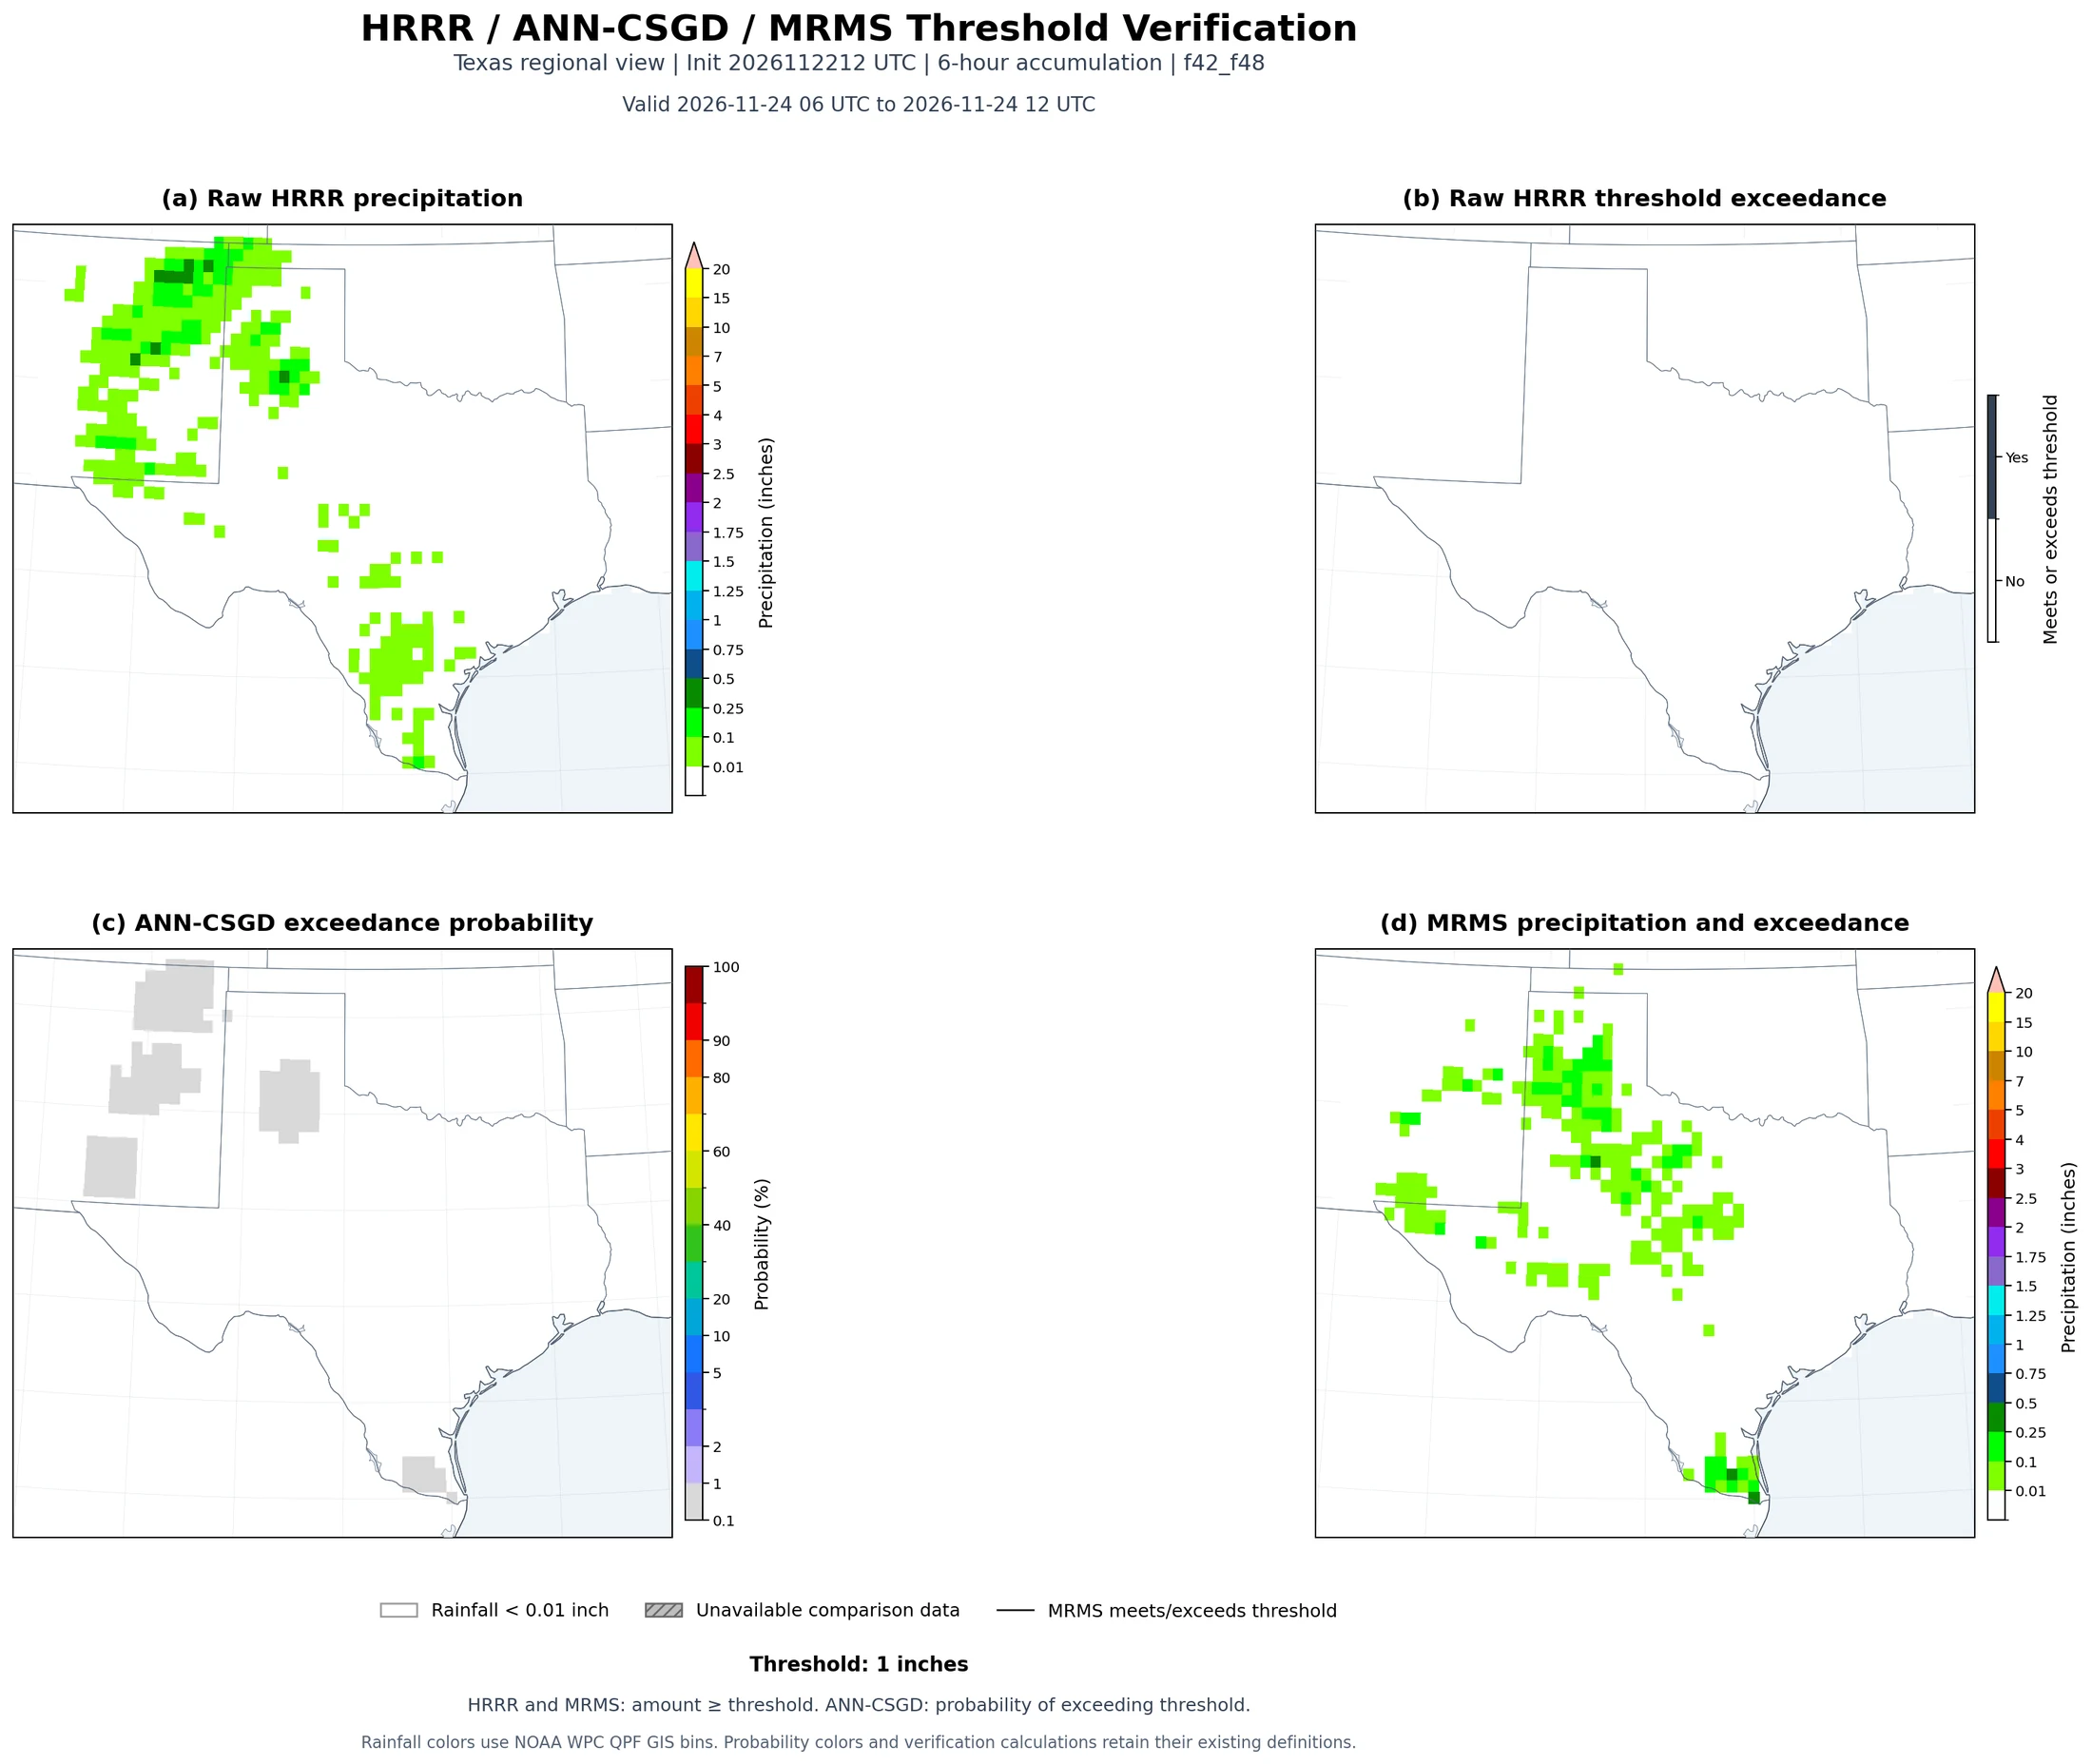 HRRR / ANN-CSGD / MRMS Threshold Verification
Texas regional view | Init 2026112212 UTC | 6-hour accumulation | f42_f48
Valid 2026-11-24 06 UTC to 2026-11-24 12 UTC
(a) Raw HRRR precipitation
20
15
10
7
5
4
3
2.5
2
1.75
1.5
1.25
1
0.75
0.5
0.25
0.1
0.01
Precipitation (inches)
(b) Raw HRRR threshold exceedance
Yes
No
Meets or exceeds threshold
(c) ANN-CSGD exceedance probability
100
90
80
60
40
20
10
5
2
1
0.1
Probability (%)
(d) MRMS precipitation and exceedance
20
15
10
7
5
4
3
2.5
2
1.75
1.5
1.25
1
0.75
0.5
0.25
0.1
0.01
Precipitation (inches)
Rainfall < 0.01 inch
Unavailable comparison data
MRMS meets/exceeds threshold
Threshold: 1 inches
HRRR and MRMS: amount ≥ threshold. ANN-CSGD: probability of exceeding threshold.
Rainfall colors use NOAA WPC QPF GIS bins. Probability colors and verification calculations retain their existing definitions.